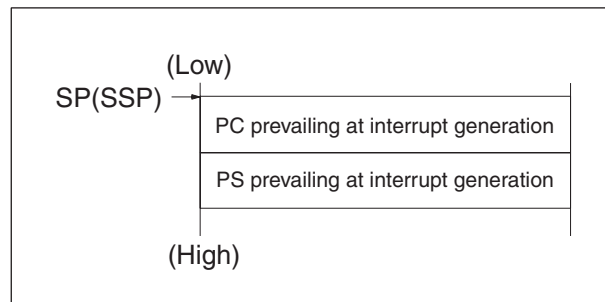 (Low)
SP(SSP)
PC prevailing at interrupt generation
PS prevailing at interrupt generation
(High)